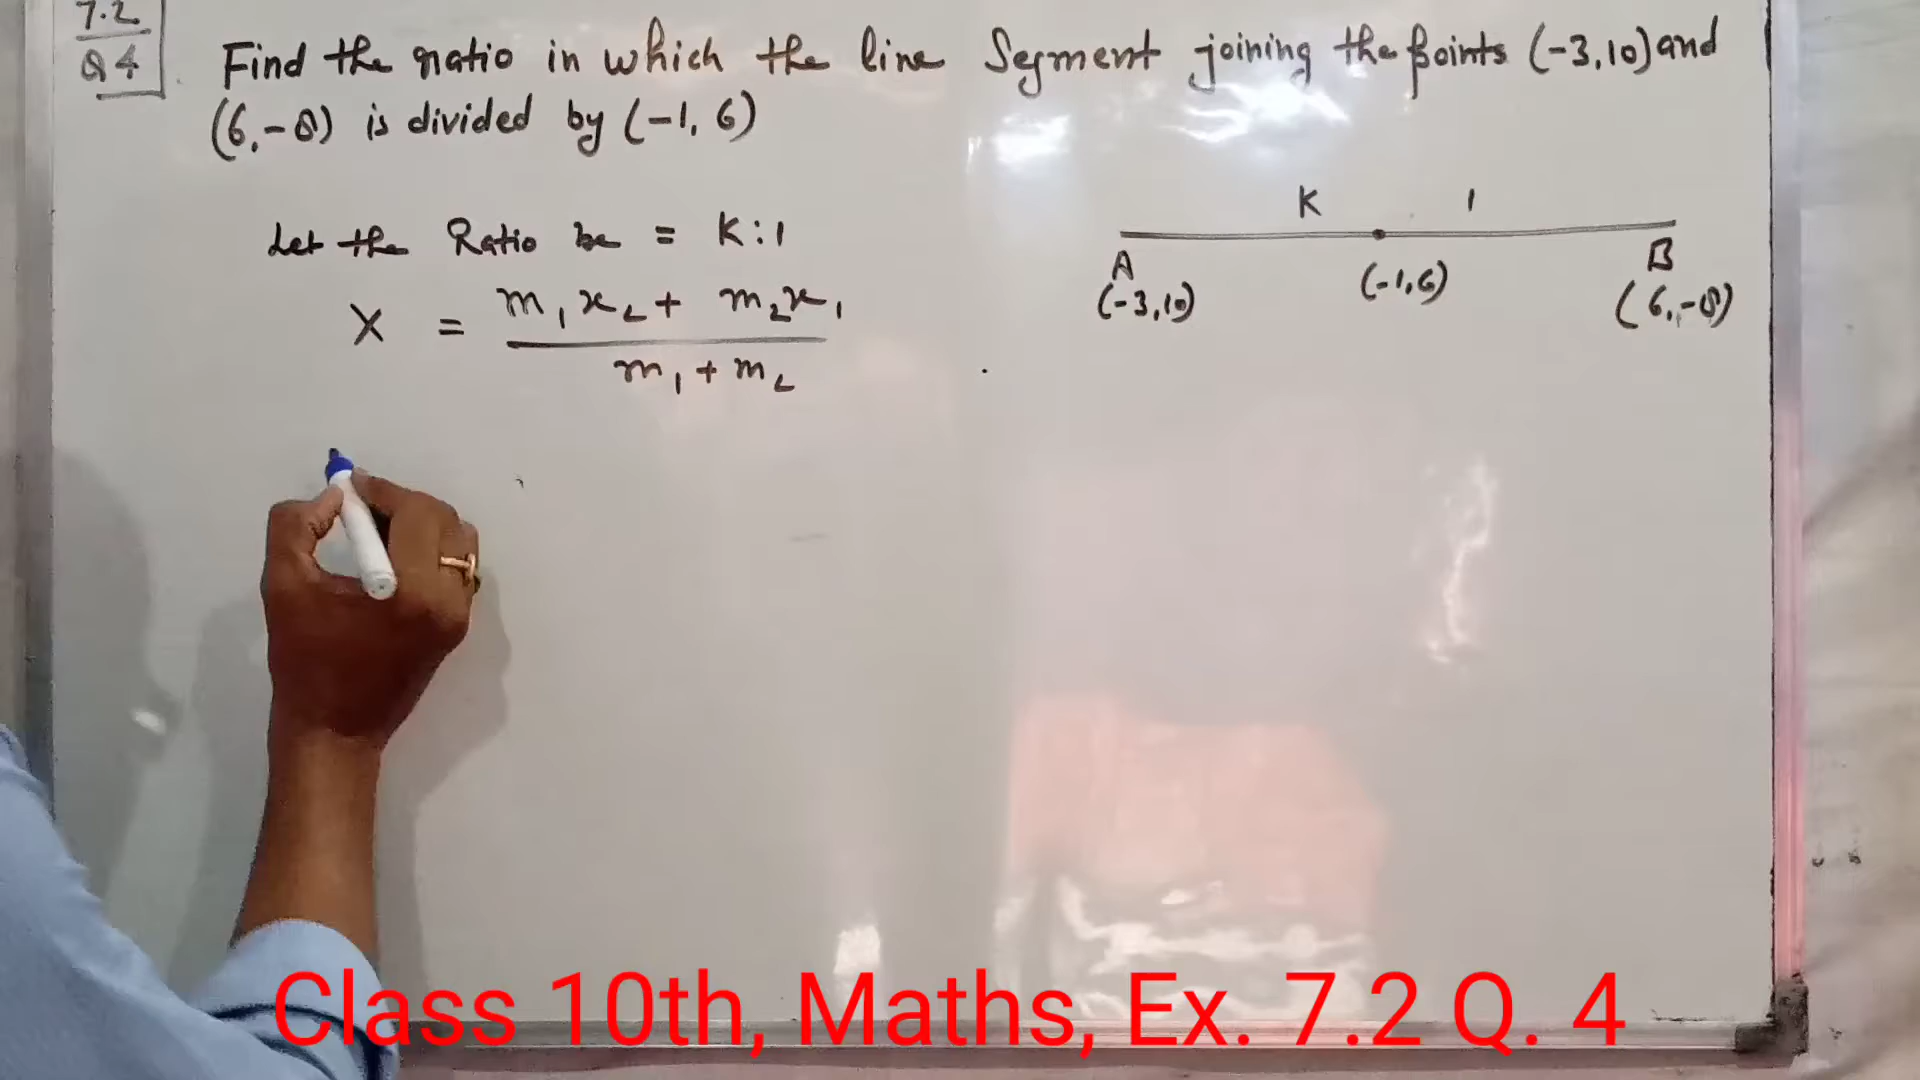 7.2
Q4
Find the ratio in which the line Segment joining the points (-3,10) and
(6,-8) is divided by (-1, 6)
Let the Ratio be = K:1
X = m₁x₂ + m₂x₁
m₁ + m₂
K 1
A B
(-3,10) (-1,6) (6,-8)
Class 10th, Maths, Ex. 7.2 Q. 4